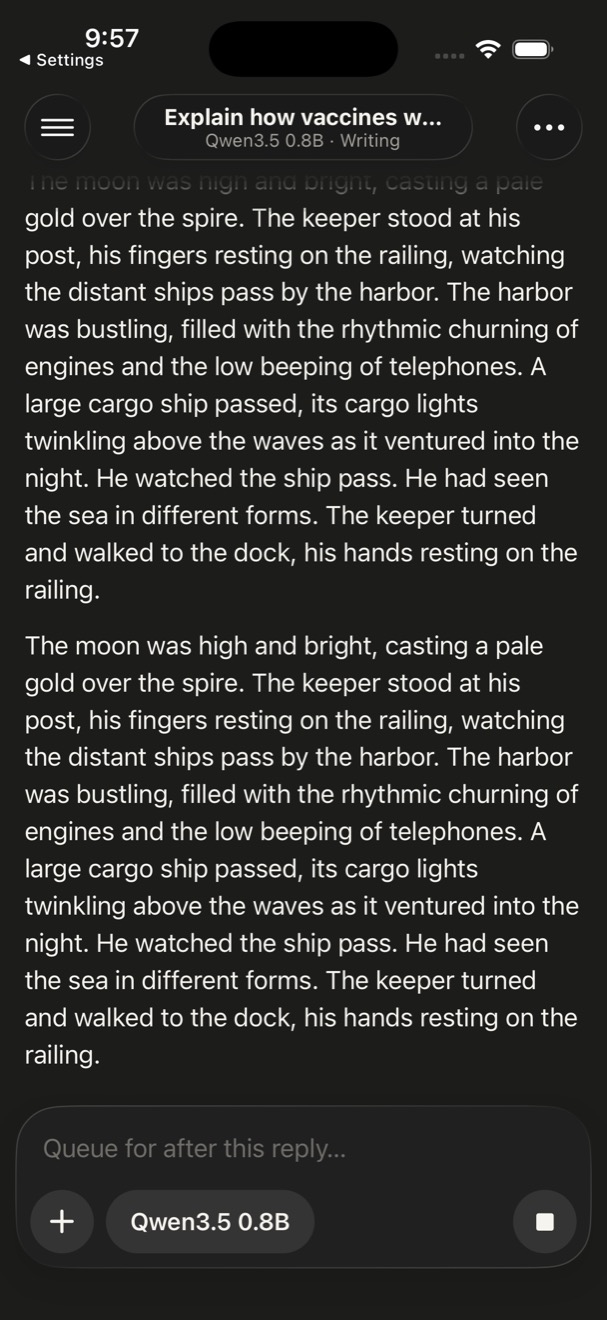 9:57
◀ Settings
Explain how vaccines w...
Qwen3.5 0.8B · Writing
The moon was high and bright, casting a pale
gold over the spire. The keeper stood at his
post, his fingers resting on the railing, watching
the distant ships pass by the harbor. The harbor
was bustling, filled with the rhythmic churning of
engines and the low beeping of telephones. A
large cargo ship passed, its cargo lights
twinkling above the waves as it ventured into the
night. He watched the ship pass. He had seen
the sea in different forms. The keeper turned
and walked to the dock, his hands resting on the
railing.
The moon was high and bright, casting a pale
gold over the spire. The keeper stood at his
post, his fingers resting on the railing, watching
the distant ships pass by the harbor. The harbor
was bustling, filled with the rhythmic churning of
engines and the low beeping of telephones. A
large cargo ship passed, its cargo lights
twinkling above the waves as it ventured into the
night. He watched the ship pass. He had seen
the sea in different forms. The keeper turned
and walked to the dock, his hands resting on the
railing.
Queue for after this reply...
Qwen3.5 0.8B